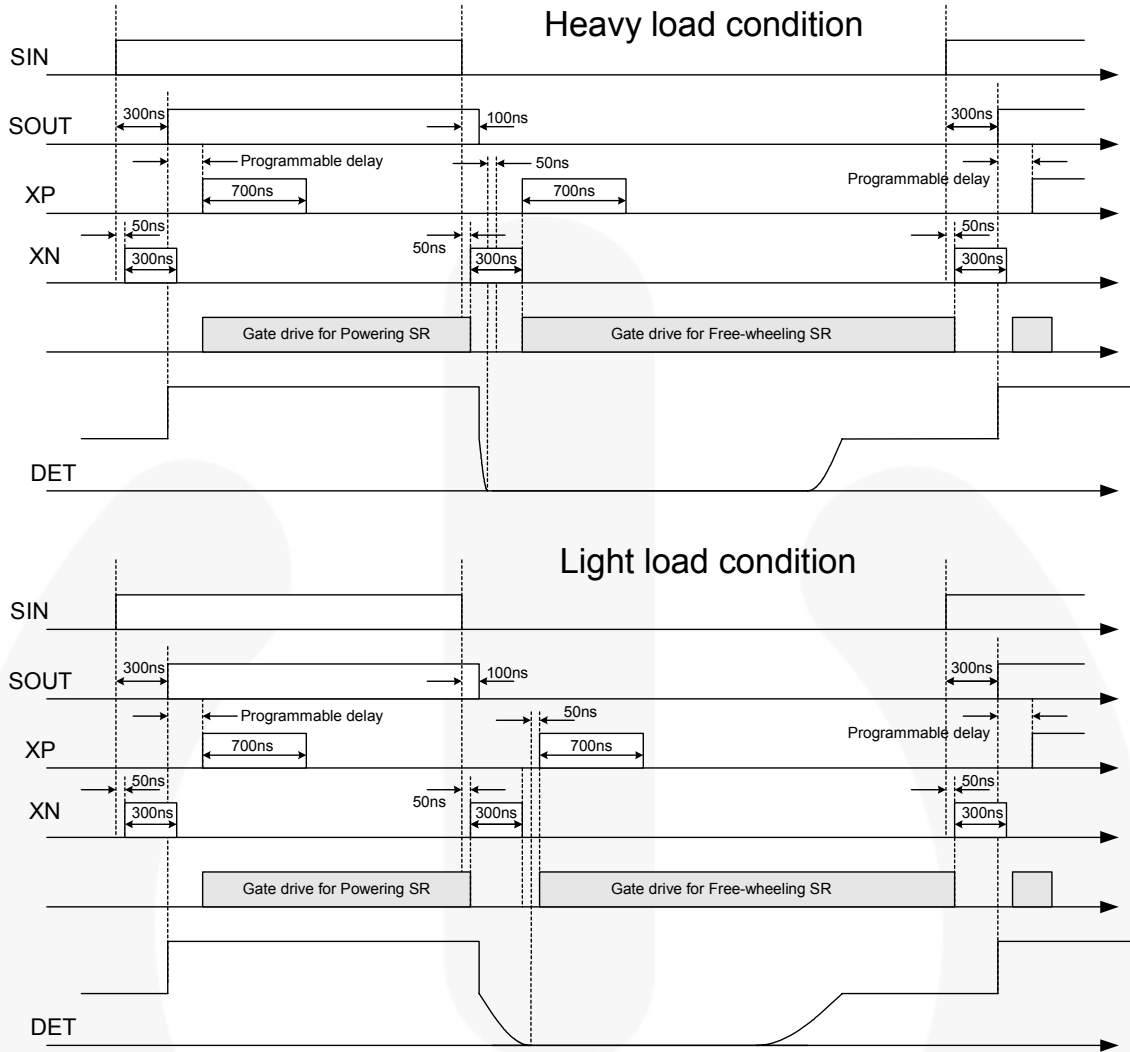 Heavy load condition
SIN
300ns
100ns
300ns
SOUT
Programmable delay
50ns
Programmable delay
XP
700ns
700ns
50ns
50ns
50ns
XN
300ns
300ns
300ns
Gate drive for Powering SR
Gate drive for Free-wheeling SR
DET
Light load condition
SIN
300ns
100ns
300ns
SOUT
Programmable delay
50ns
Programmable delay
XP
700ns
700ns
50ns
50ns
50ns
XN
300ns
300ns
300ns
Gate drive for Powering SR
Gate drive for Free-wheeling SR
DET